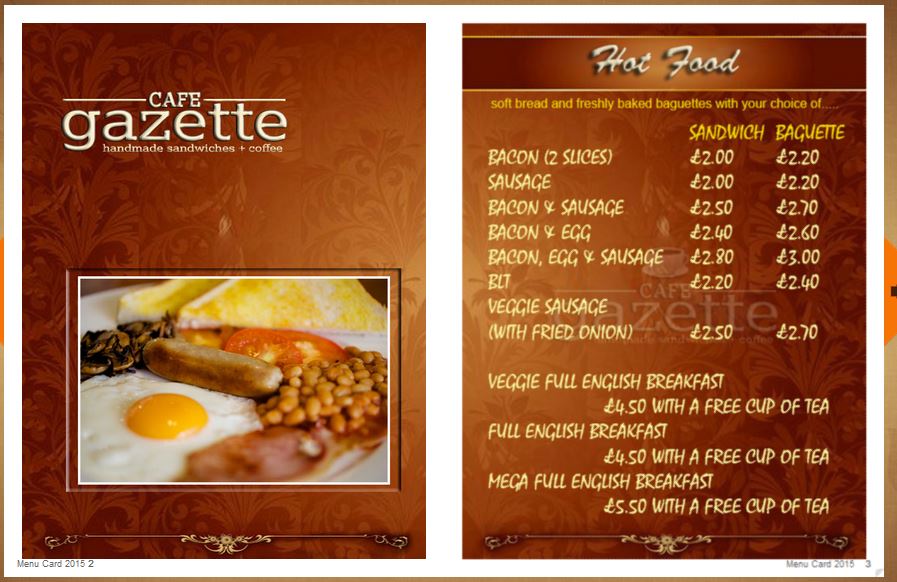 CAFE
gazette
handmade sandwiches + coffee
Menu Card 2015 2
Hot Food
soft bread and freshly baked baguettes with your choice of.....
SANDWICH BAGUETTE
BACON (2 SLICES) £2.00 £2.20
SAUSAGE £2.00 £2.20
BACON & SAUSAGE £2.50 £2.70
BACON & EGG £2.40 £2.60
BACON, EGG & SAUSAGE £2.80 £3.00
BLT £2.20 £2.40
VEGGIE SAUSAGE
(WITH FRIED ONION) £2.50 £2.70
CAFE
gazette
handmade sandwiches + coffee
VEGGIE FULL ENGLISH BREAKFAST
£4.50 WITH A FREE CUP OF TEA
FULL ENGLISH BREAKFAST
£4.50 WITH A FREE CUP OF TEA
MEGA FULL ENGLISH BREAKFAST
£5.50 WITH A FREE CUP OF TEA
Menu Card 2015 3